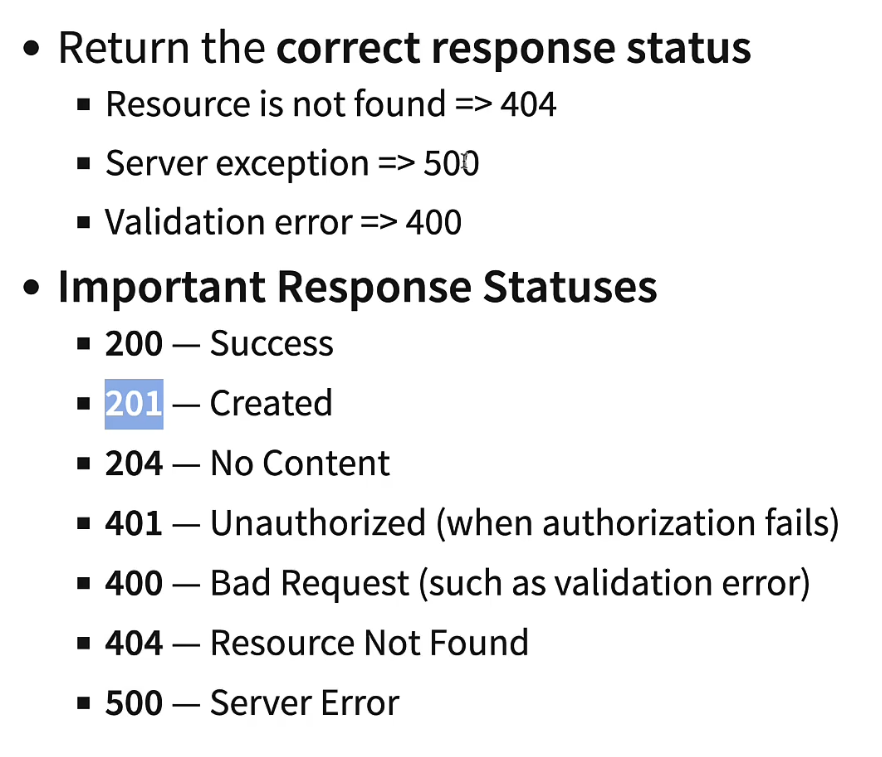 • Return the correct response status
▪ Resource is not found => 404
▪ Server exception => 500
▪ Validation error => 400
• Important Response Statuses
▪ 200 — Success
▪ 201 — Created
▪ 204 — No Content
▪ 401 — Unauthorized (when authorization fails)
▪ 400 — Bad Request (such as validation error)
▪ 404 — Resource Not Found
▪ 500 — Server Error